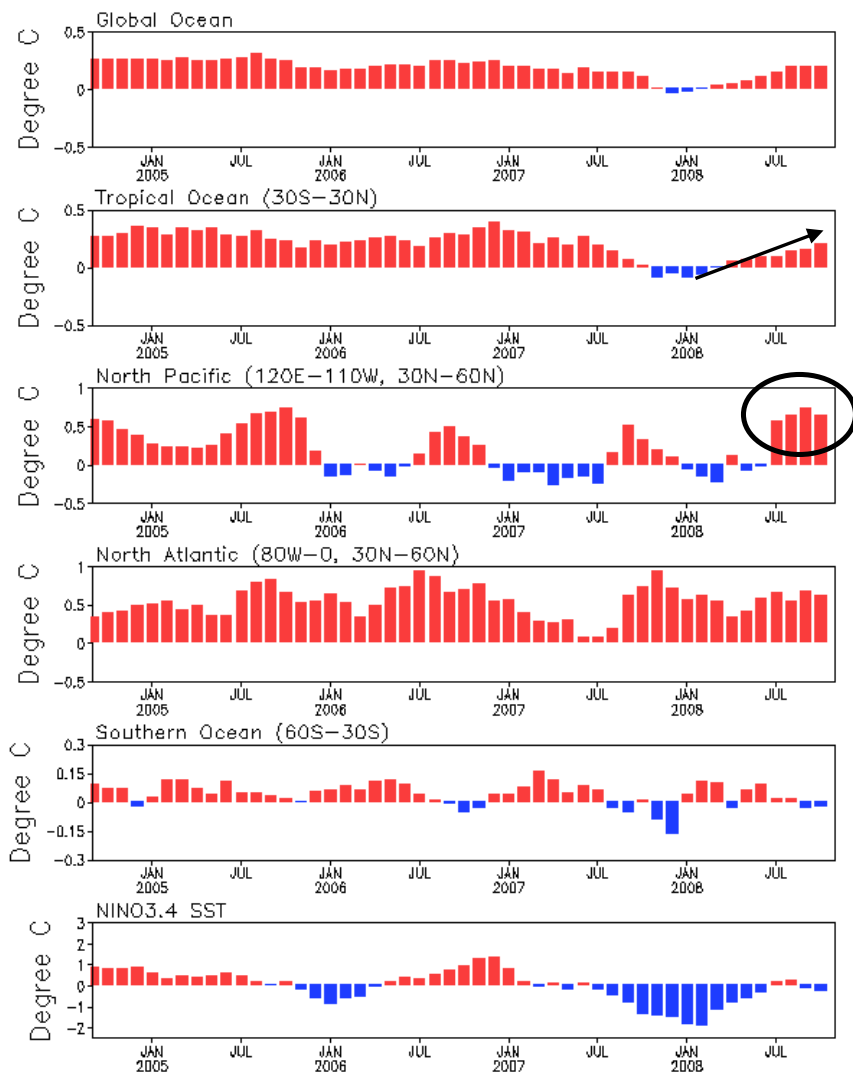 Global Ocean
Degree C
0.5
0
-0.5
JAN JUL JAN JUL JAN JUL JAN JUL
2005 2006 2007 2008
Tropical Ocean (30S-30N)
Degree C
0.5
0
-0.5
JAN JUL JAN JUL JAN JUL JAN JUL
2005 2006 2007 2008
North Pacific (120E-110W, 30N-60N)
Degree C
1
0.5
0
-0.5
JAN JUL JAN JUL JAN JUL JAN JUL
2005 2006 2007 2008
North Atlantic (80W-0, 30N-60N)
Degree C
1
0.5
0
-0.5
JAN JUL JAN JUL JAN JUL JAN JUL
2005 2006 2007 2008
Southern Ocean (60S-30S)
Degree C
0.3
0.15
0
-0.15
-0.3
JAN JUL JAN JUL JAN JUL JAN JUL
2005 2006 2007 2008
NINO3.4 SST
Degree C
3
2
1
0
-1
-2
JAN JUL JAN JUL JAN JUL JAN JUL
2005 2006 2007 2008